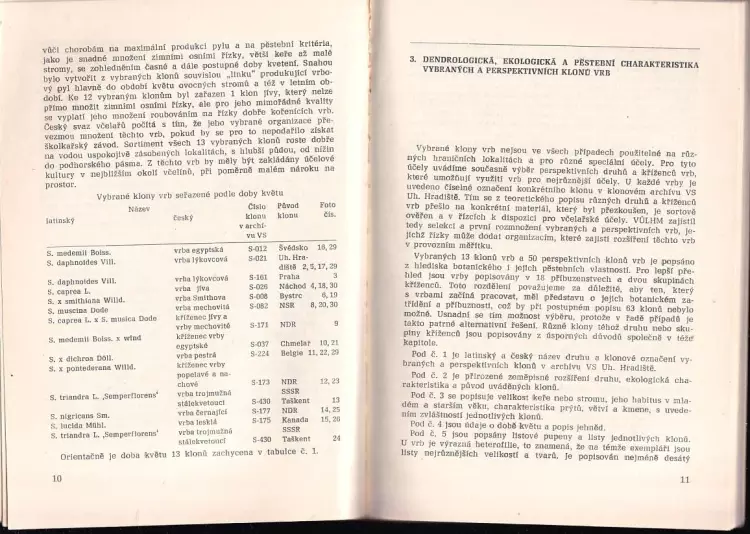 vůči chorobám na maximální produkci pylu a na pěstební kritéria,
jako je snadné množení zimními osními řízky, větší keře až malé
stromy, se zohledněním časné a dále postupné doby kvetení. Snahou
bylo vytvořit z vybraných klonů souvislou „linku" produkující vrbo-
vý pyl hlavně do období květu ovocných stromů a též v letním ob-
dobí. Ke 12 vybraným klonům byl zařazen 1 klon jívy, který nelze
přímo množit zimními osními řízky, ale pro jeho mimořádné kvality
se vyplatí jeho množení roubováním na řízky dobře kořenících vrb.
Český svaz včelařů počítá s tím, že jeho vybrané organizace pře-
vezmou množení těchto vrb, pokud by se pro to nepodařilo získat
školkařský závod. Sortiment všech 13 vybraných klonů roste dobře
na vodou uspokojivě zásobených lokalitách, s hlubší půdou, od nížin
do podhorského pásma. Z těchto vrb by měly být zakládány účelové
kultury v nejbližším okolí včelínů, při poměrně malém nároku na
prostor.
Vybrané klony vrb seřazené podle doby květu
Název Číslo Původ Foto
latinský český klonu klonu čís.
v archi-
vu VS
S. medemii Boiss. vrba egyptská S-012 Švédsko 16, 29
S. daphnoides Vill. vrba lýkovcová S-021 Uh. Hra-
diště 2, 5, 17, 29
S. daphnoides Vill. vrba lýkovcová S-161 Praha 3
S. caprea L. vrba jíva S-026 Náchod 4, 18, 30
S. x smithiana Willd. vrba Smithova S-008 Bystrc 6, 19
S. muscina Dode vrba mechovitá S-082 NSR 8, 20, 30
S. caprea L. x S. musica Dode kříženec jívy a
vrby mechovité S-171 NDR 9
S. medemii Boiss. x wind kříženec vrby
egyptské S-037 Chmelař 10, 21
S. x dichroa Döll. vrba pestrá S-224 Belgie 11, 22, 29
S. x pontederana Willd. kříženec vrby
popelavé a na-
chové S-173 NDR 12, 23
S. triandra L. ,Semperflorens' vrba trojmužná SSSR
stálekvetoucí S-430 Taškent 13
S. nigricans Sm. vrba černající S-177 NDR 14, 25
S. lucida Mühl. vrba lesklá S-175 Kanada 15, 26
S. triandra L. ,Semperflorens' vrba trojmužná SSSR
stálekvetoucí S-430 Taškent 24
Orientačně je doba květu 13 klonů zachycena v tabulce č. 1.
10
3. DENDROLOGICKÁ, EKOLOGICKÁ A PĚSTEBNÍ CHARAKTERISTIKA
VYBRANÝCH A PERSPEKTIVNÍCH KLONŮ VRB
Vybrané klony vrb nejsou ve všech případech použitelné na růz-
ných hraničních lokalitách a pro různé speciální účely. Pro tyto
účely uvádíme současně výběr perspektivních druhů a kříženců vrb,
které umožňují využití vrb pro nejrůznější účely. U každé vrby je
uvedeno číselné označení konkrétního klonu v klonovém archívu VS
Uh. Hradiště. Tím se z teoretického popisu různých druhů a kříženců
vrb přešlo na konkrétní materiál, který byl přezkoušen, je sortově
ověřen a v řízcích k dispozici pro včelařské účely. VÚLHM zajistil
tedy selekci a první rozmnožení vybraných a perspektivních vrb, je-
jichž řízky může dodat organizacím, které zajistí rozšíření těchto vrb
v provozním měřítku.
Vybraných 13 klonů vrb a 50 perspektivních klonů vrb je popsáno
z hlediska botanického i jejich pěstebních vlastností. Pro lepší pře-
hled jsou vrby popisovány v 16 příbuzenstvech a dvou skupinách
kříženců. Toto rozdělení považujeme za důležité, aby ten, který
s vrbami začíná pracovat, měl představu o jejich botanickém za-
třídění a příbuznosti, což by při postupném popisu 63 klonů nebylo
možné. Usnadní se tím možnost výběru, protože v řadě případů je
takto patrné alternativní řešení. Různé klony téhož druhu nebo sku-
piny kříženců jsou popisovány z úsporných důvodů společně v téže
kapitole.
Pod č. 1 je latinský a český název druhu a klonové označení vy-
braných a perspektivních klonů v archívu VS Uh. Hradiště.
Pod č. 2 je přirozené zeměpisné rozšíření druhu, ekologická cha-
rakteristika a původ uváděných klonů.
Pod č. 3 se popisuje velikost keře nebo stromu, jeho habitus v mla-
dém a starším věku, charakteristika prýtů, větví a kmene, s uvede-
ním zvláštností jednotlivých klonů.
Pod č. 4 jsou údaje o době květu a popis jehněd.
Pod č. 5 jsou popsány listové pupeny a listy jednotlivých klonů.
U vrb je výrazná heterofilie, to znamená, že na témže exempláři jsou
listy nejrůznějších velikostí a tvarů, je popisován nejméně desátý
11